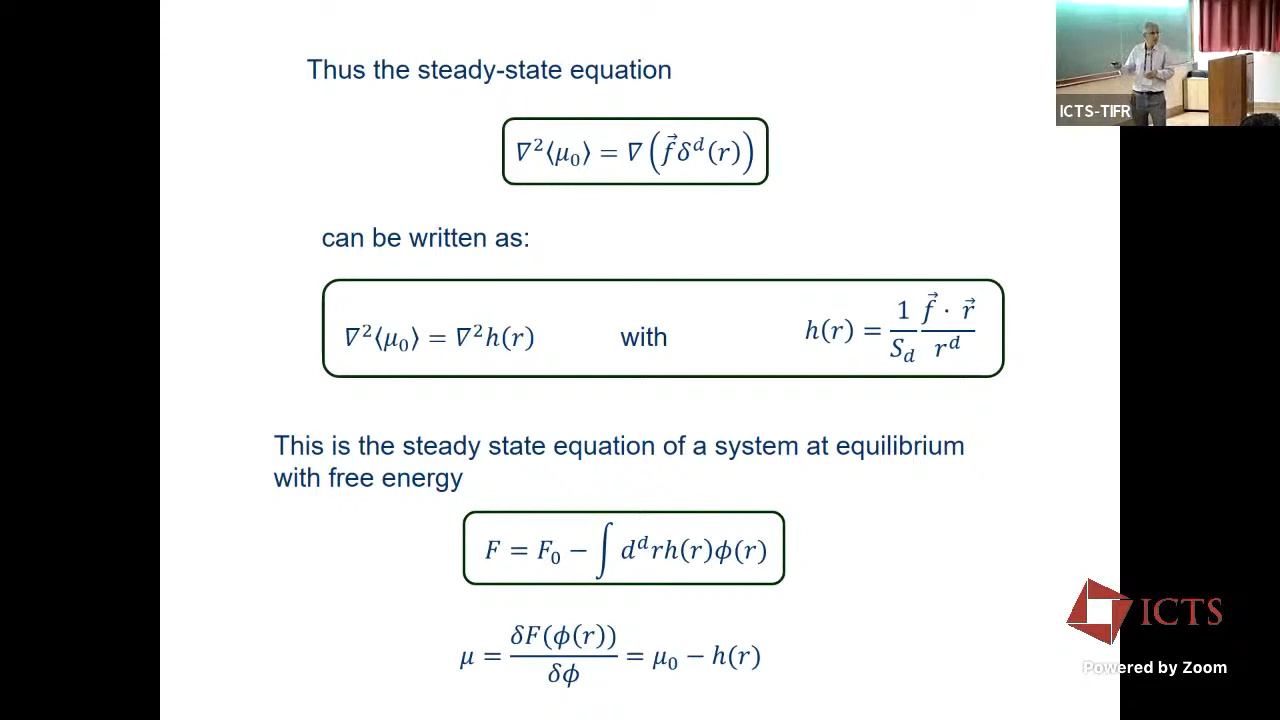 Thus the steady-state equation
∇²⟨μ₀⟩ = ∇(f⃗δᵈ(r))
can be written as:
∇²⟨μ₀⟩ = ∇²h(r) with h(r) = 1/S_d f⃗ · r⃗/rᵈ
This is the steady state equation of a system at equilibrium
with free energy
F = F₀ − ∫ dᵈrh(r)ϕ(r)
μ = δF(ϕ(r))/δϕ = μ₀ − h(r)
ICTS-TIFR
ICTS
Powered by Zoom